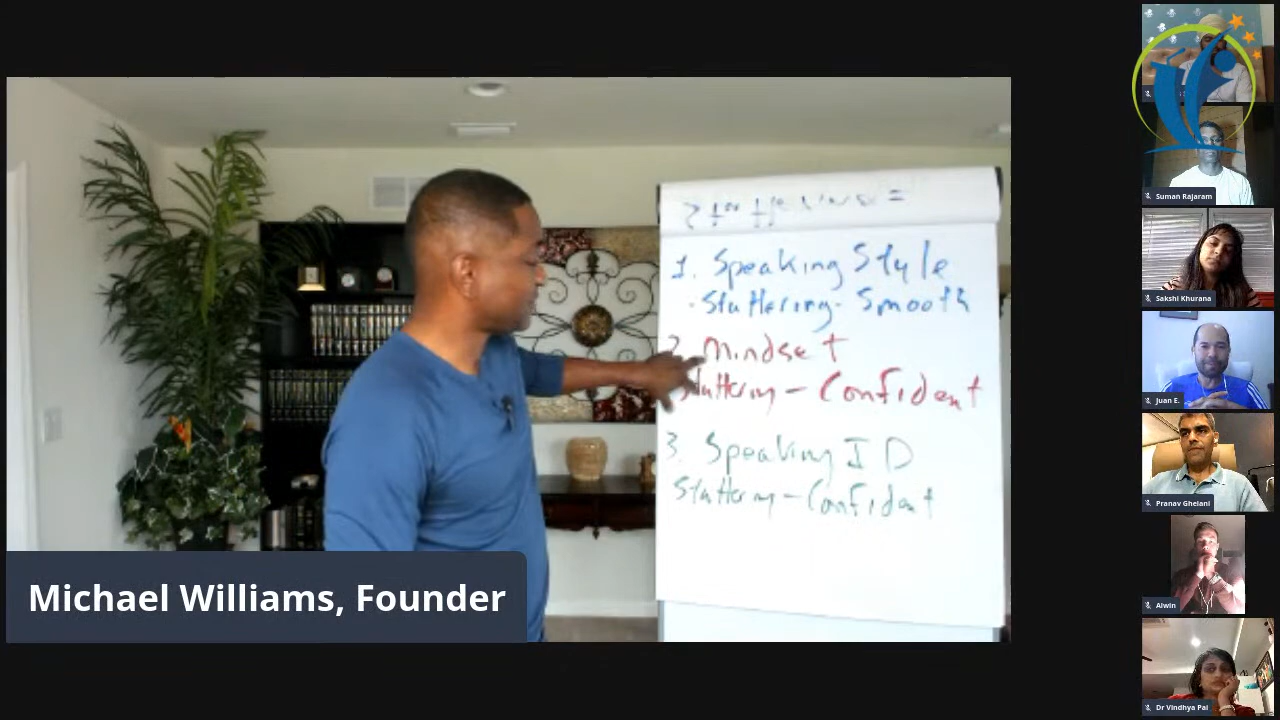 1. Speaking Style
· Stuttering - Smooth
2. Mindset
Stuttering - Confident
3. Speaking ID
Stuttering - Confident
Michael Williams, Founder
Suman Rajaram
Sakshi Khurana
Juan E.
Pranav Ghelani
Alwin
Dr Vindhya Pai